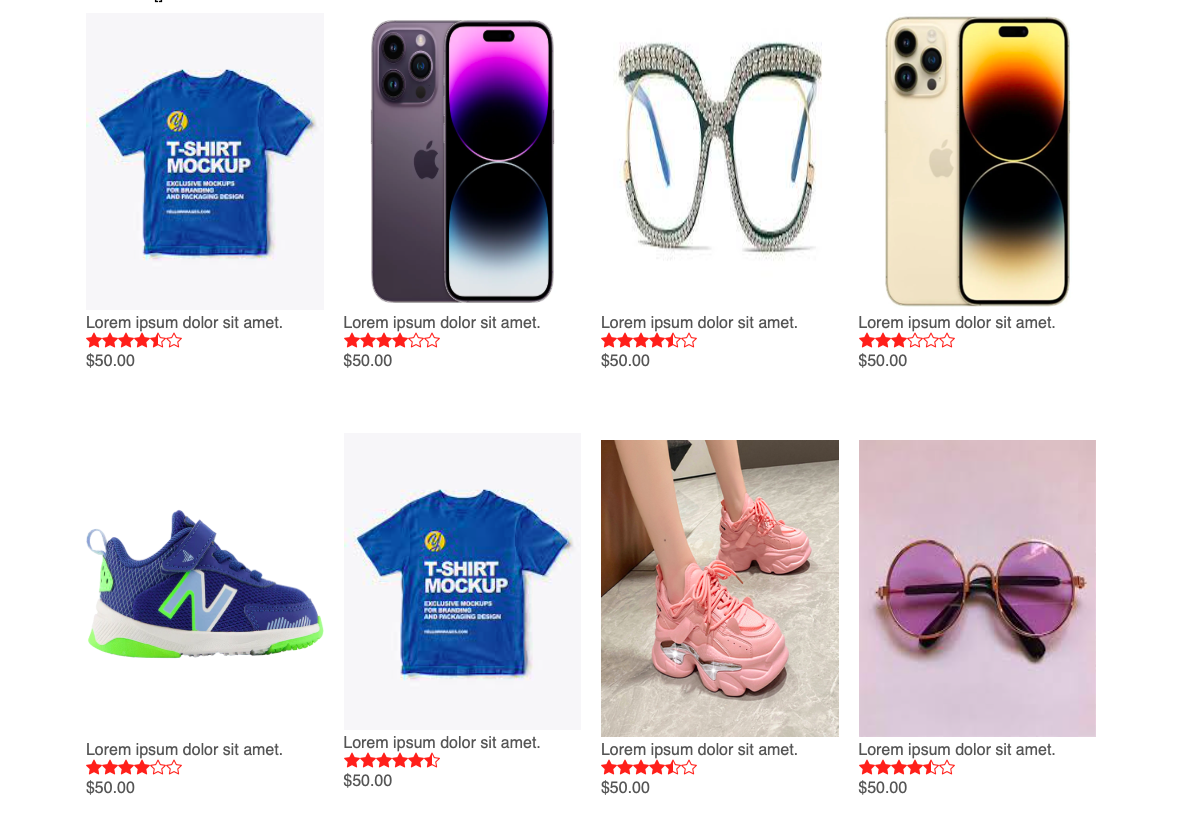 T-SHIRT
MOCKUP
EXCLUSIVE MOCKUPS
FOR BRANDING
AND PACKAGING DESIGN
YELLOWIMAGES.COM
Lorem ipsum dolor sit amet.
$50.00
Lorem ipsum dolor sit amet.
$50.00
Lorem ipsum dolor sit amet.
$50.00
Lorem ipsum dolor sit amet.
$50.00
N
Lorem ipsum dolor sit amet.
$50.00
T-SHIRT
MOCKUP
EXCLUSIVE MOCKUPS
FOR BRANDING
AND PACKAGING DESIGN
YELLOWIMAGES.COM
Lorem ipsum dolor sit amet.
$50.00
Lorem ipsum dolor sit amet.
$50.00
Lorem ipsum dolor sit amet.
$50.00